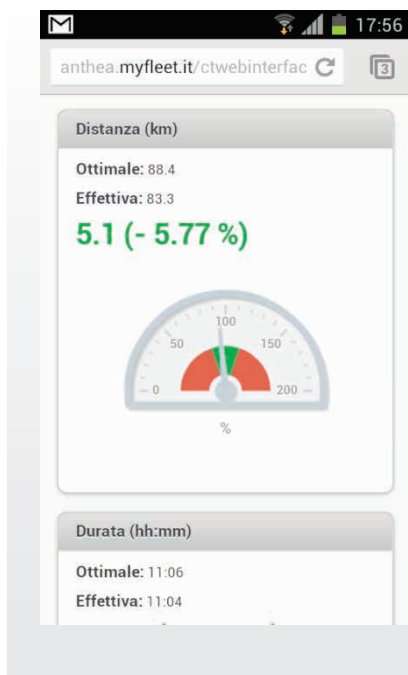 17:56
anthea.myfleet.it/ctwebinterfac
3
Distanza (km)
Ottimale: 88.4
Effettiva: 83.3
5.1 (- 5.77 %)
100
50 150
0 200
%
Durata (hh:mm)
Ottimale: 11:06
Effettiva: 11:04